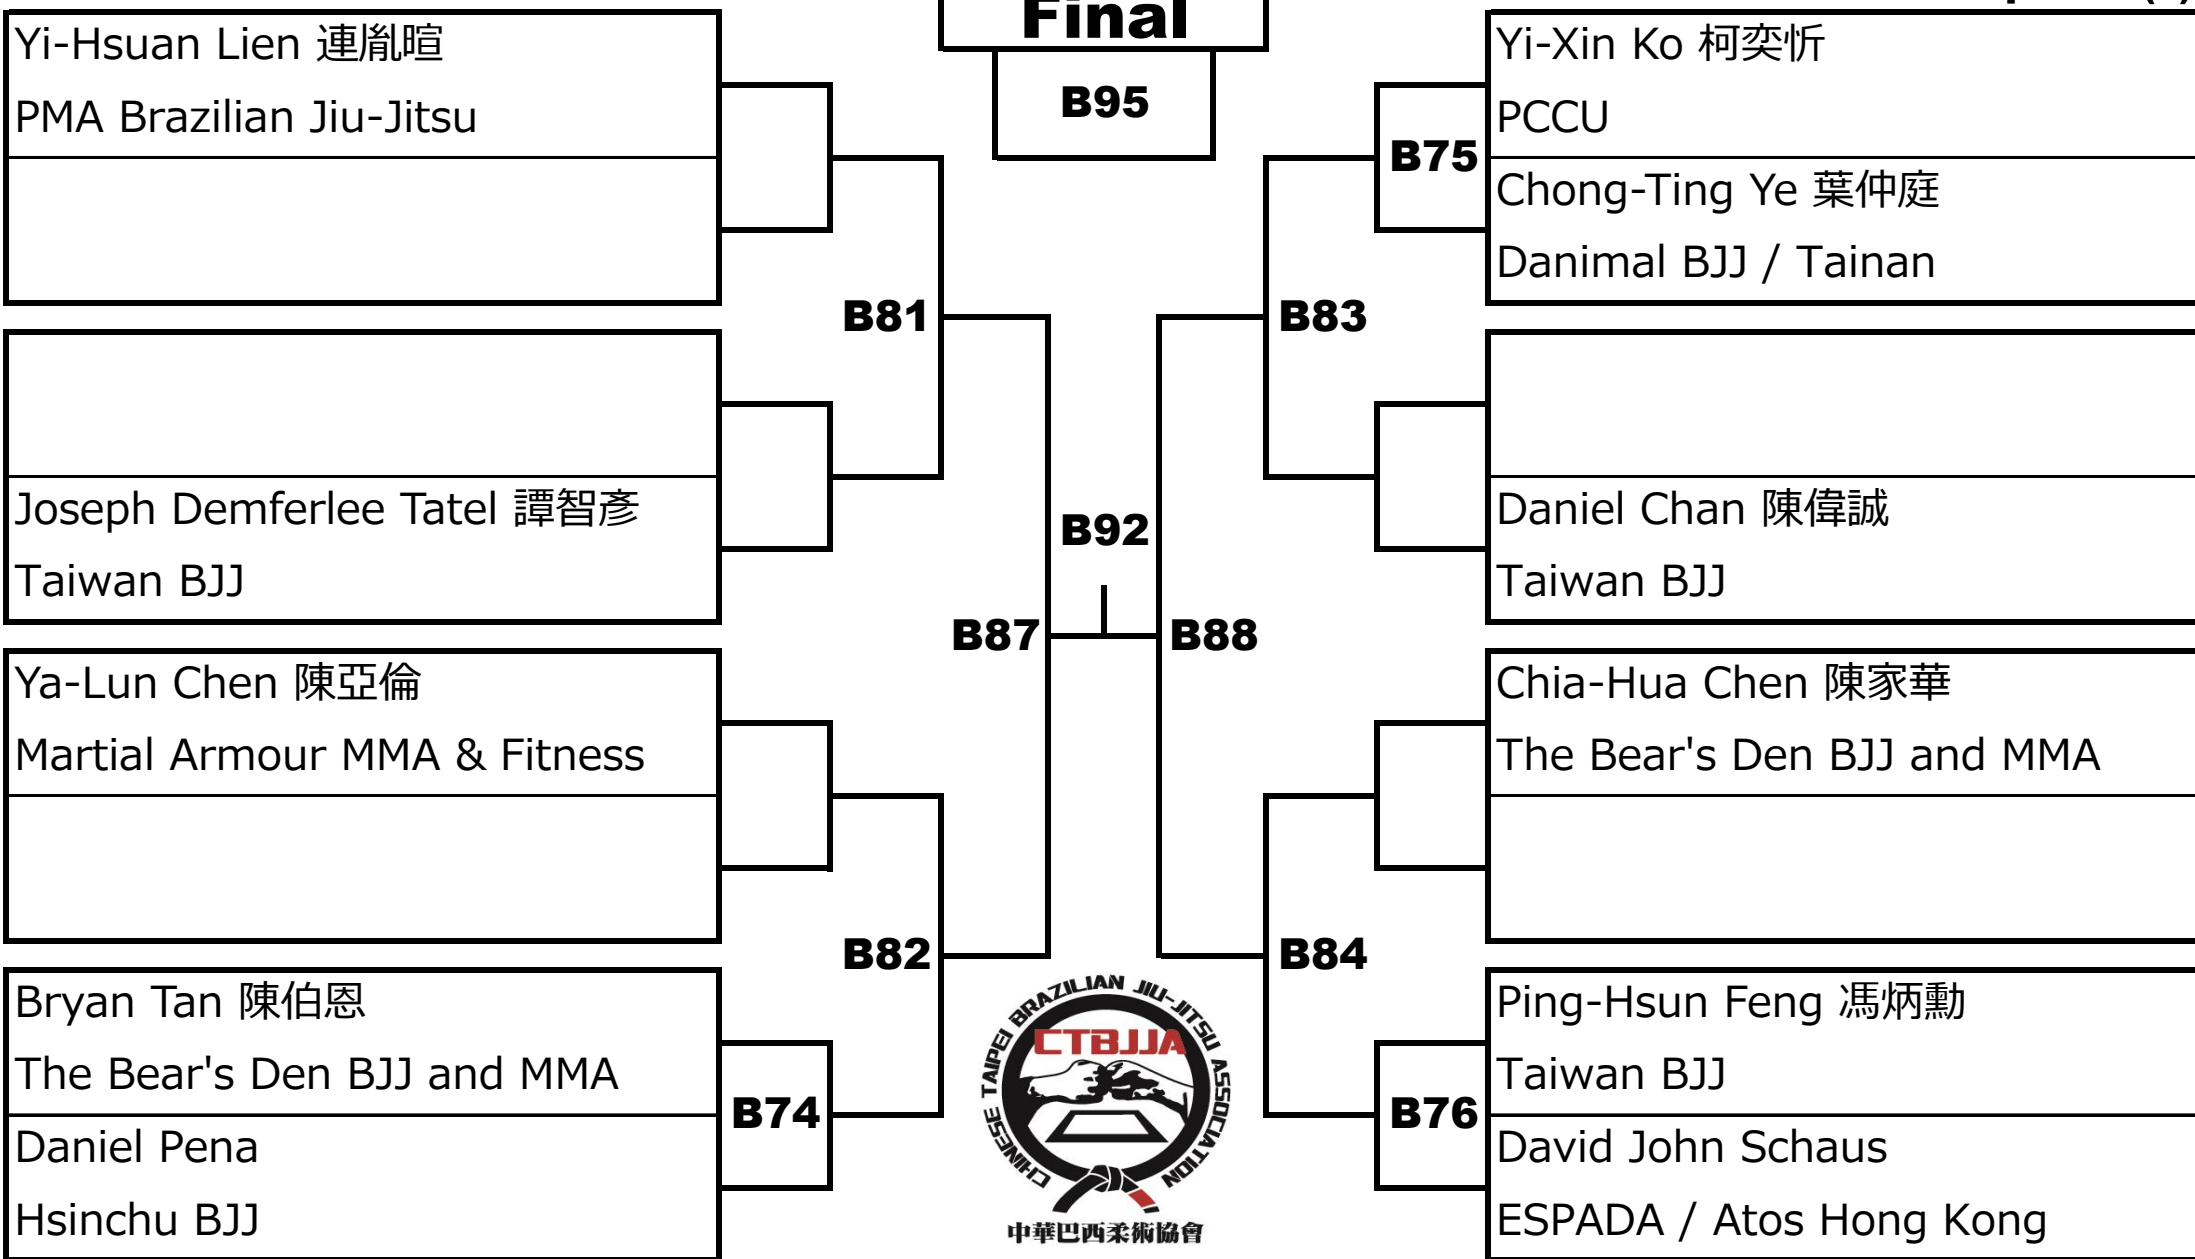 Final
B95
Yi-Hsuan Lien 連胤暄
PMA Brazilian Jiu-Jitsu
B81
Joseph Demferlee Tatel 譚智彥
Taiwan BJJ
Ya-Lun Chen 陳亞倫
Martial Armour MMA & Fitness
B82
Bryan Tan 陳伯恩
The Bear's Den BJJ and MMA
B74
Daniel Pena
Hsinchu BJJ
B87
B92
B88
Yi-Xin Ko 柯奕忻
PCCU
B75
Chong-Ting Ye 葉仲庭
Danimal BJJ / Tainan
B83
Daniel Chan 陳偉誠
Taiwan BJJ
Chia-Hua Chen 陳家華
The Bear's Den BJJ and MMA
B84
Ping-Hsun Feng 馮炳勳
Taiwan BJJ
B76
David John Schaus
ESPADA / Atos Hong Kong
CHINESE TAIPEI BRAZILIAN JIU-JITSU ASSOCIATION
CTBJJA
中華巴西柔術協會